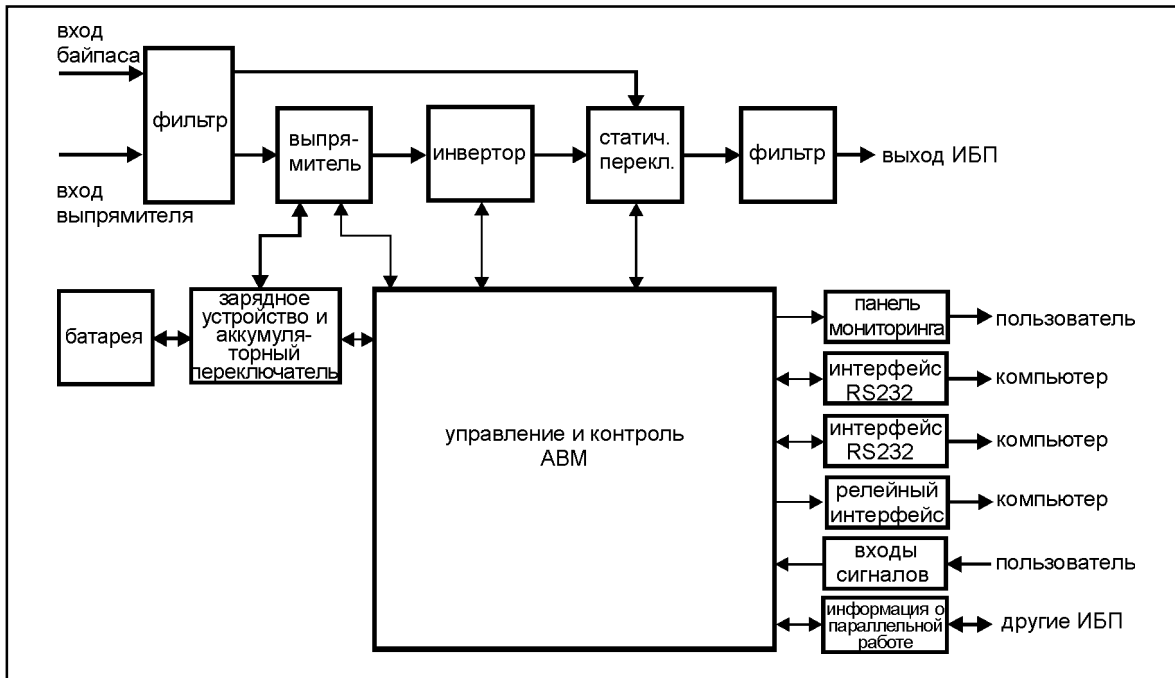 вход
байпаса
фильтр
вход
выпрямителя
выпря-
митель
инвертор
статич.
перекл.
фильтр
выход ИБП
батарея
зарядное
устройство и
аккумуля-
торный
переключатель
управление и контроль
АВМ
панель
мониторинга
пользователь
интерфейс
RS232
компьютер
интерфейс
RS232
компьютер
релейный
интерфейс
компьютер
входы
сигналов
пользователь
информация о
параллельной
работе
другие ИБП